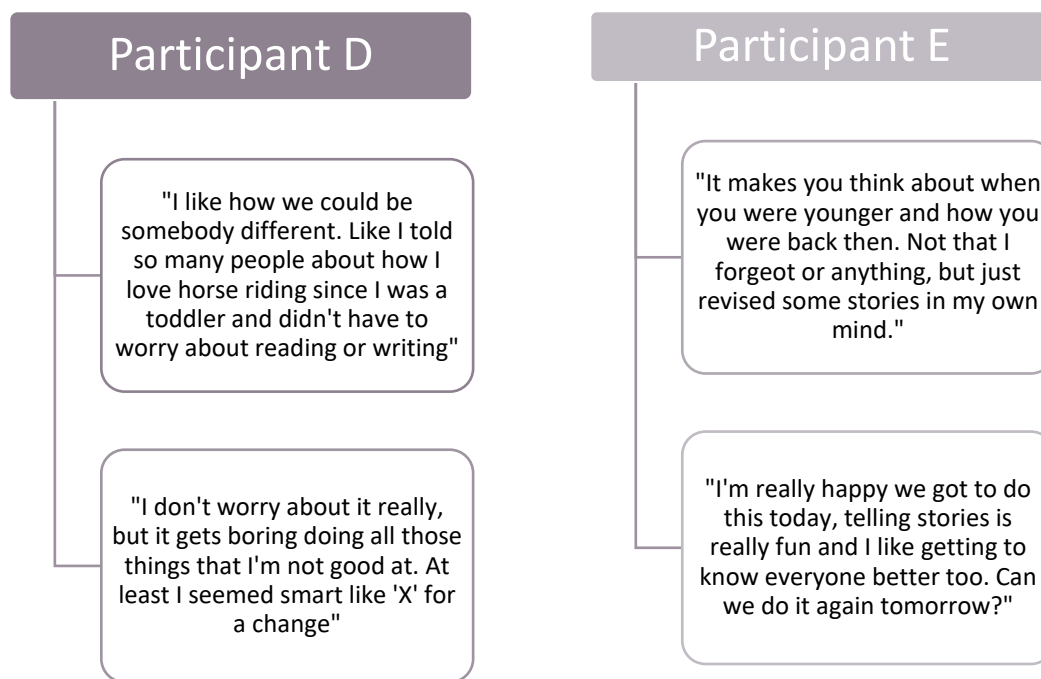 Participant D
"I like how we could be
somebody different. Like I told
so many people about how I
love horse riding since I was a
toddler and didn't have to
worry about reading or writing"
"I don't worry about it really,
but it gets boring doing all those
things that I'm not good at. At
least I seemed smart like 'X' for
a change"
Participant E
"It makes you think about when
you were younger and how you
were back then. Not that I
forgeot or anything, but just
revised some stories in my own
mind."
"I'm really happy we got to do
this today, telling stories is
really fun and I like getting to
know everyone better too. Can
we do it again tomorrow?"